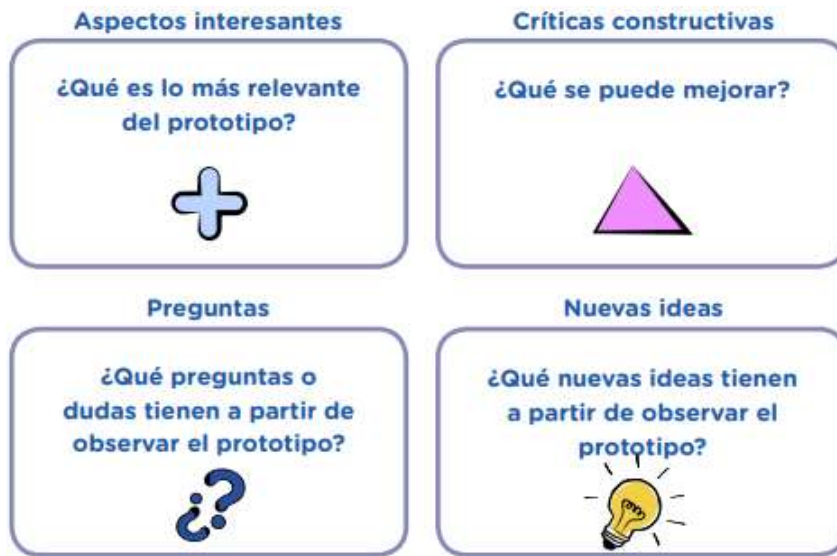 Aspectos interesantes
¿Qué es lo más relevante
del prototipo?
Críticas constructivas
¿Qué se puede mejorar?
Preguntas
¿Qué preguntas o
dudas tienen a partir de
observar el prototipo?
Nuevas ideas
¿Qué nuevas ideas tienen
a partir de observar el
prototipo?